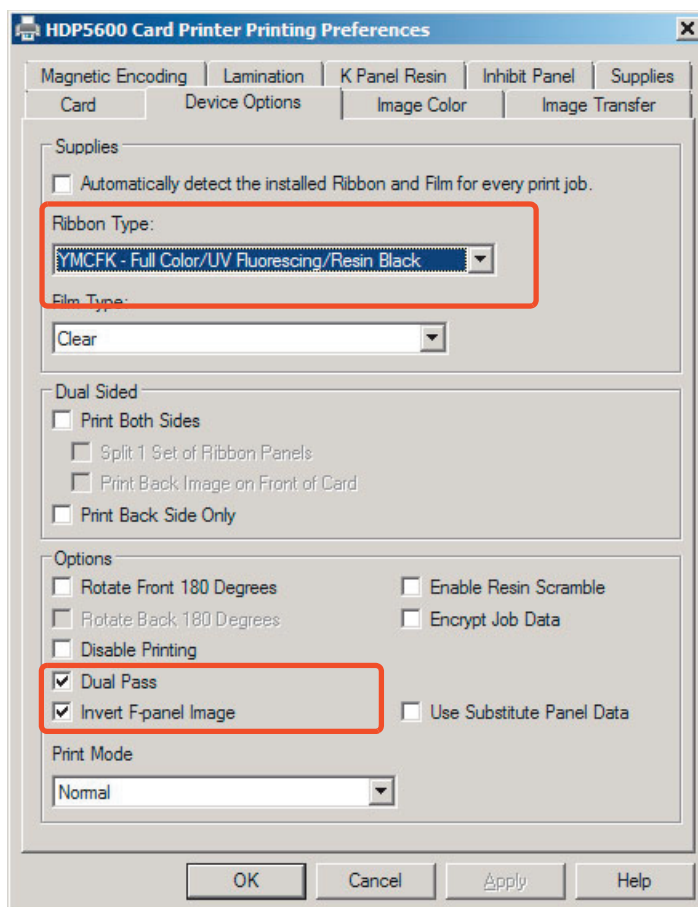 HDP5600 Card Printer Printing Preferences
Magnetic Encoding Lamination K Panel Resin Inhibit Panel Supplies
Card Device Options Image Color Image Transfer
Supplies
Automatically detect the installed Ribbon and Film for every print job.
Ribbon Type:
YMCFK - Full Color/UV Fluorescing/Resin Black
Film Type:
Clear
Dual Sided
Print Both Sides
Split 1 Set of Ribbon Panels
Print Back Image on Front of Card
Print Back Side Only
Options
Rotate Front 180 Degrees Enable Resin Scramble
Rotate Back 180 Degrees Encrypt Job Data
Disable Printing
Dual Pass
Invert F-panel Image Use Substitute Panel Data
Print Mode
Normal
OK Cancel Apply Help